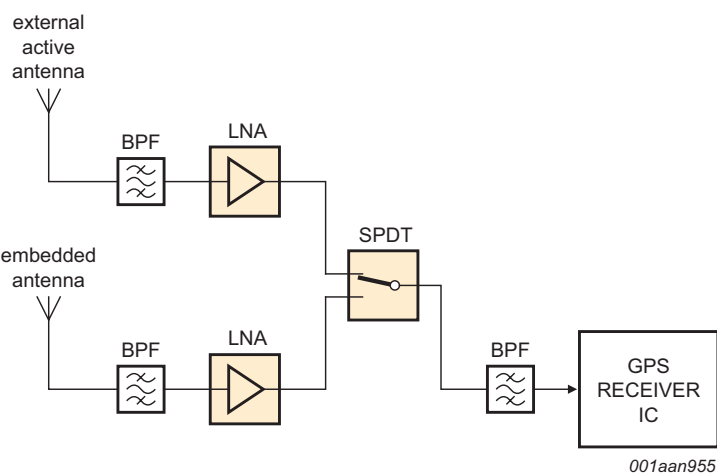 external
active
antenna
BPF
LNA
SPDT
embedded
antenna
BPF
LNA
BPF
GPS
RECEIVER
IC
001aan955